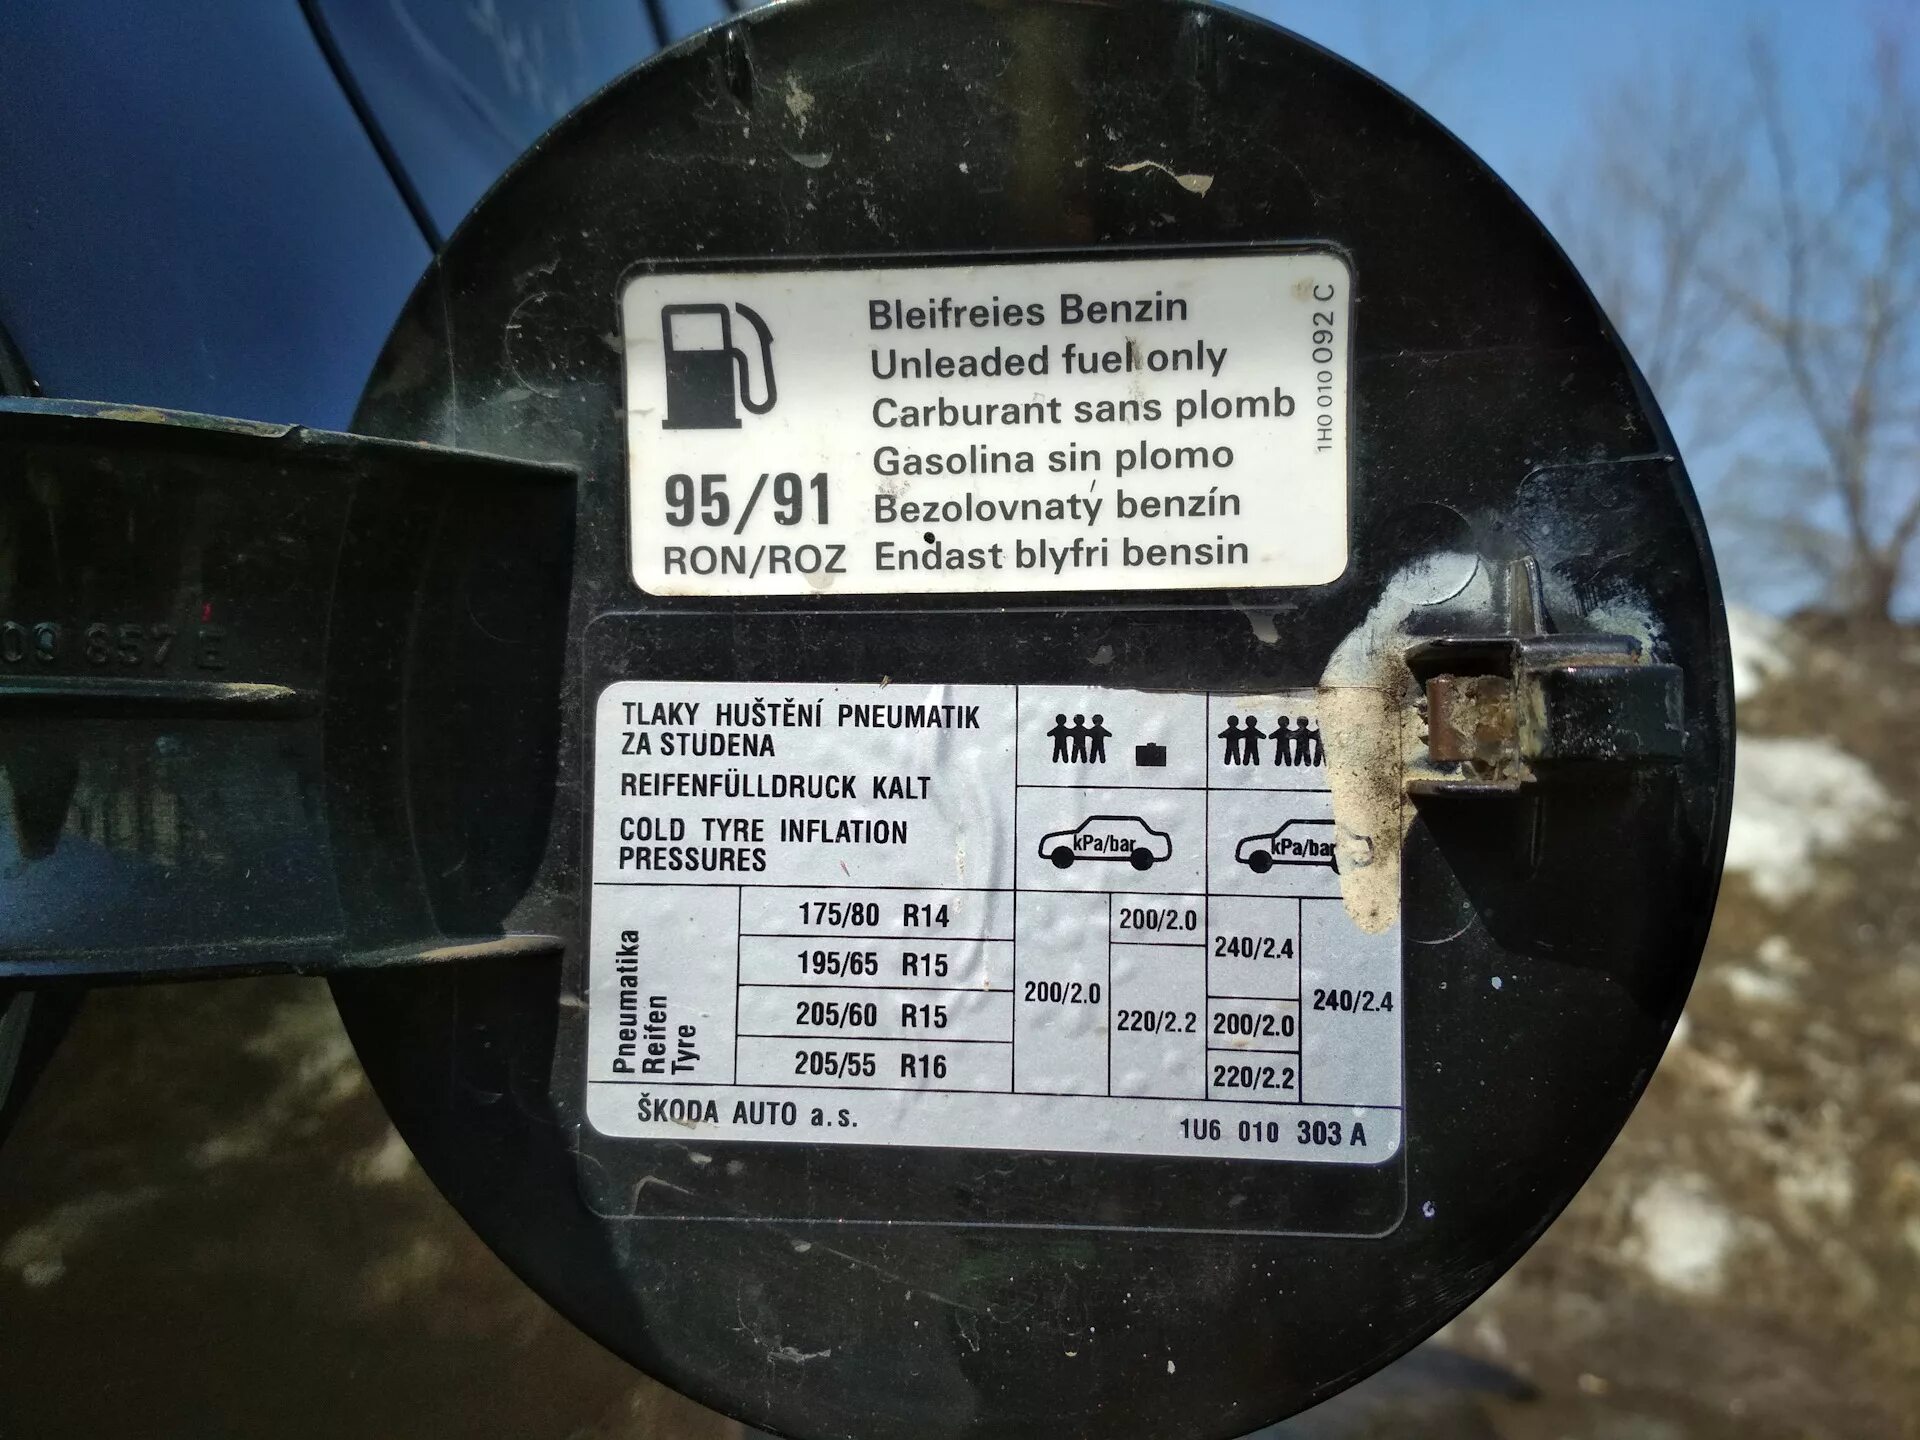 Bleifreies Benzin
Unleaded fuel only
Carburant sans plomb
Gasolina sin plomo
Bezolovnatý benzín
Endast blyfri bensin
95/91
RON/ROZ
1H0 010 092 C
857 E
TLAKY HUŠTĚNÍ PNEUMATIK
ZA STUDENA
REIFENFÜLLDRUCK KALT
COLD TYRE INFLATION
PRESSURES
kPa/bar
kPa/bar
Pneumatika
Reifen
Tyre
175/80 R14
195/65 R15
205/60 R15
205/55 R16
200/2.0
200/2.0
220/2.2
240/2.4
200/2.0
220/2.2
240/2.4
ŠKODA AUTO a.s.
1U6 010 303 A